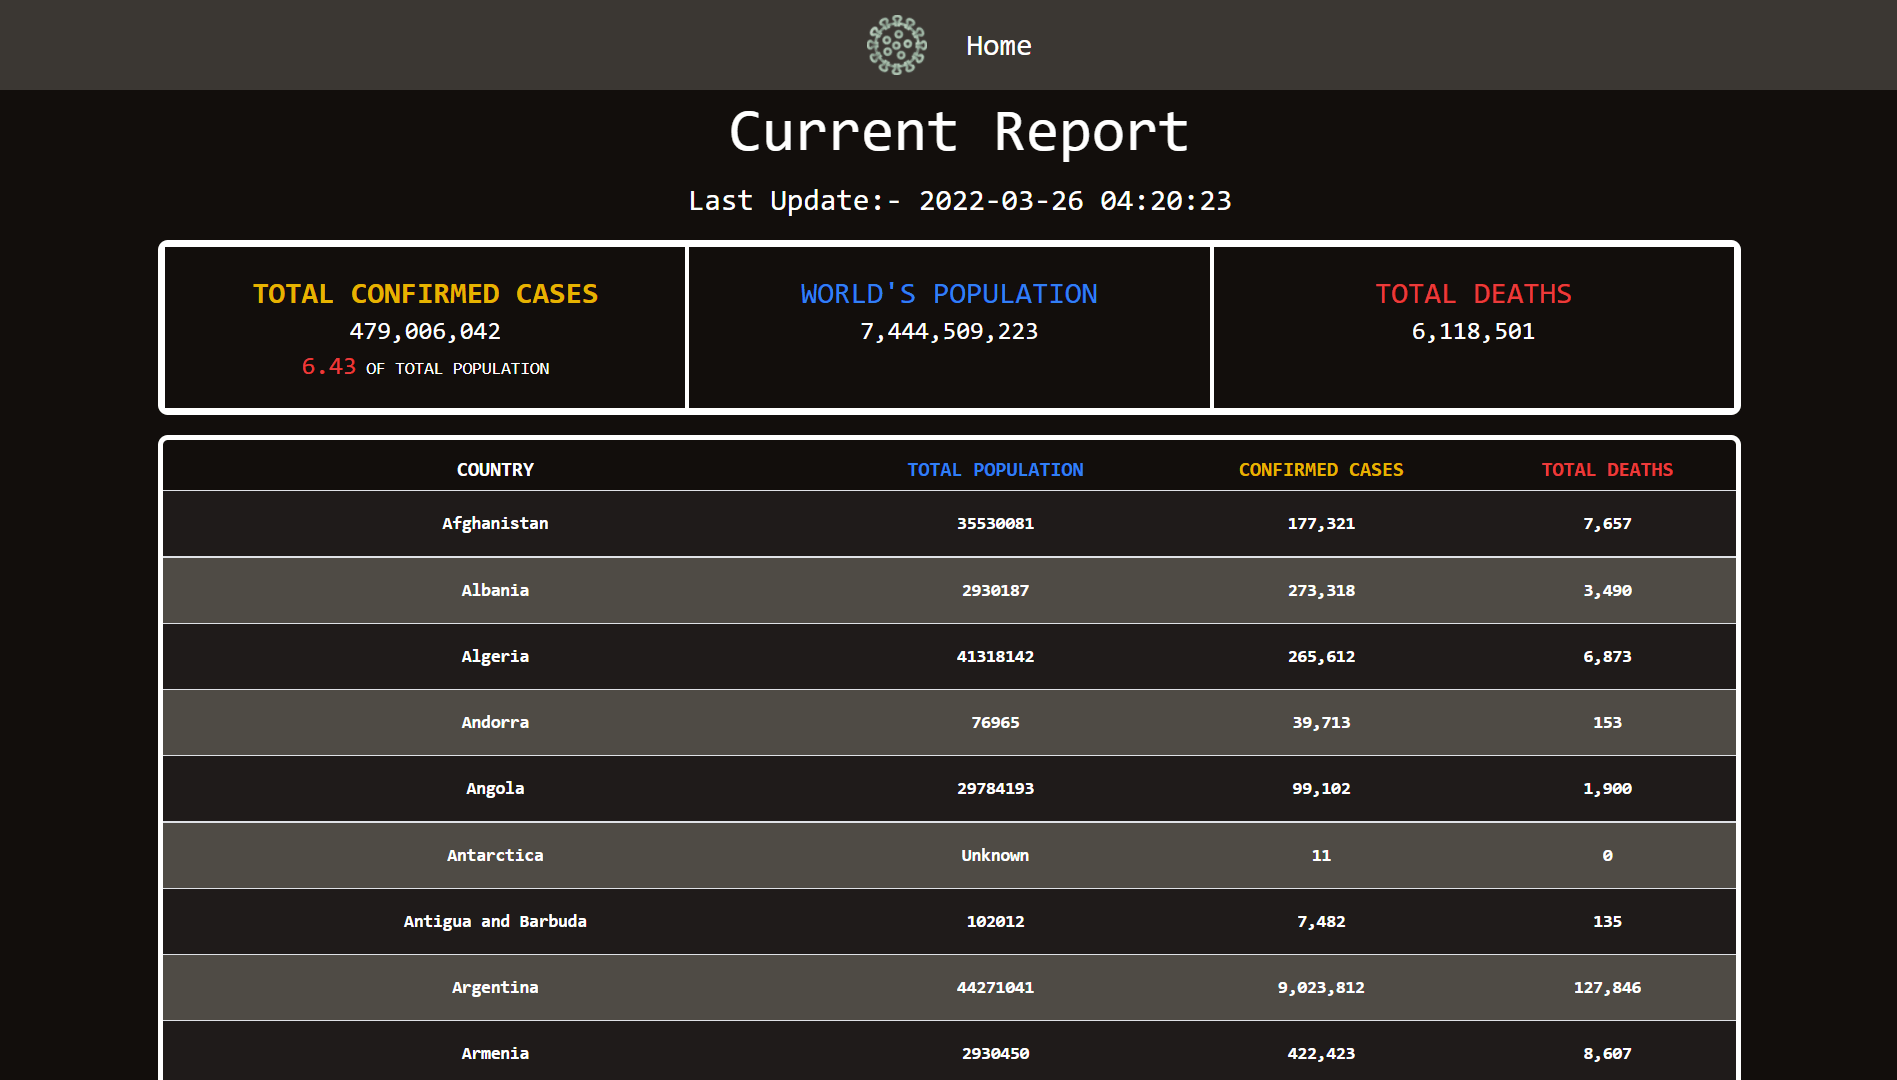 Home
Current Report
Last Update:- 2022-03-26 04:20:23
TOTAL CONFIRMED CASES
479,006,042
6.43 OF TOTAL POPULATION
WORLD'S POPULATION
7,444,509,223
TOTAL DEATHS
6,118,501
COUNTRY TOTAL POPULATION CONFIRMED CASES TOTAL DEATHS
Afghanistan 35530081 177,321 7,657
Albania 2930187 273,318 3,490
Algeria 41318142 265,612 6,873
Andorra 76965 39,713 153
Angola 29784193 99,102 1,900
Antarctica Unknown 11 0
Antigua and Barbuda 102012 7,482 135
Argentina 44271041 9,023,812 127,846
Armenia 2930450 422,423 8,607